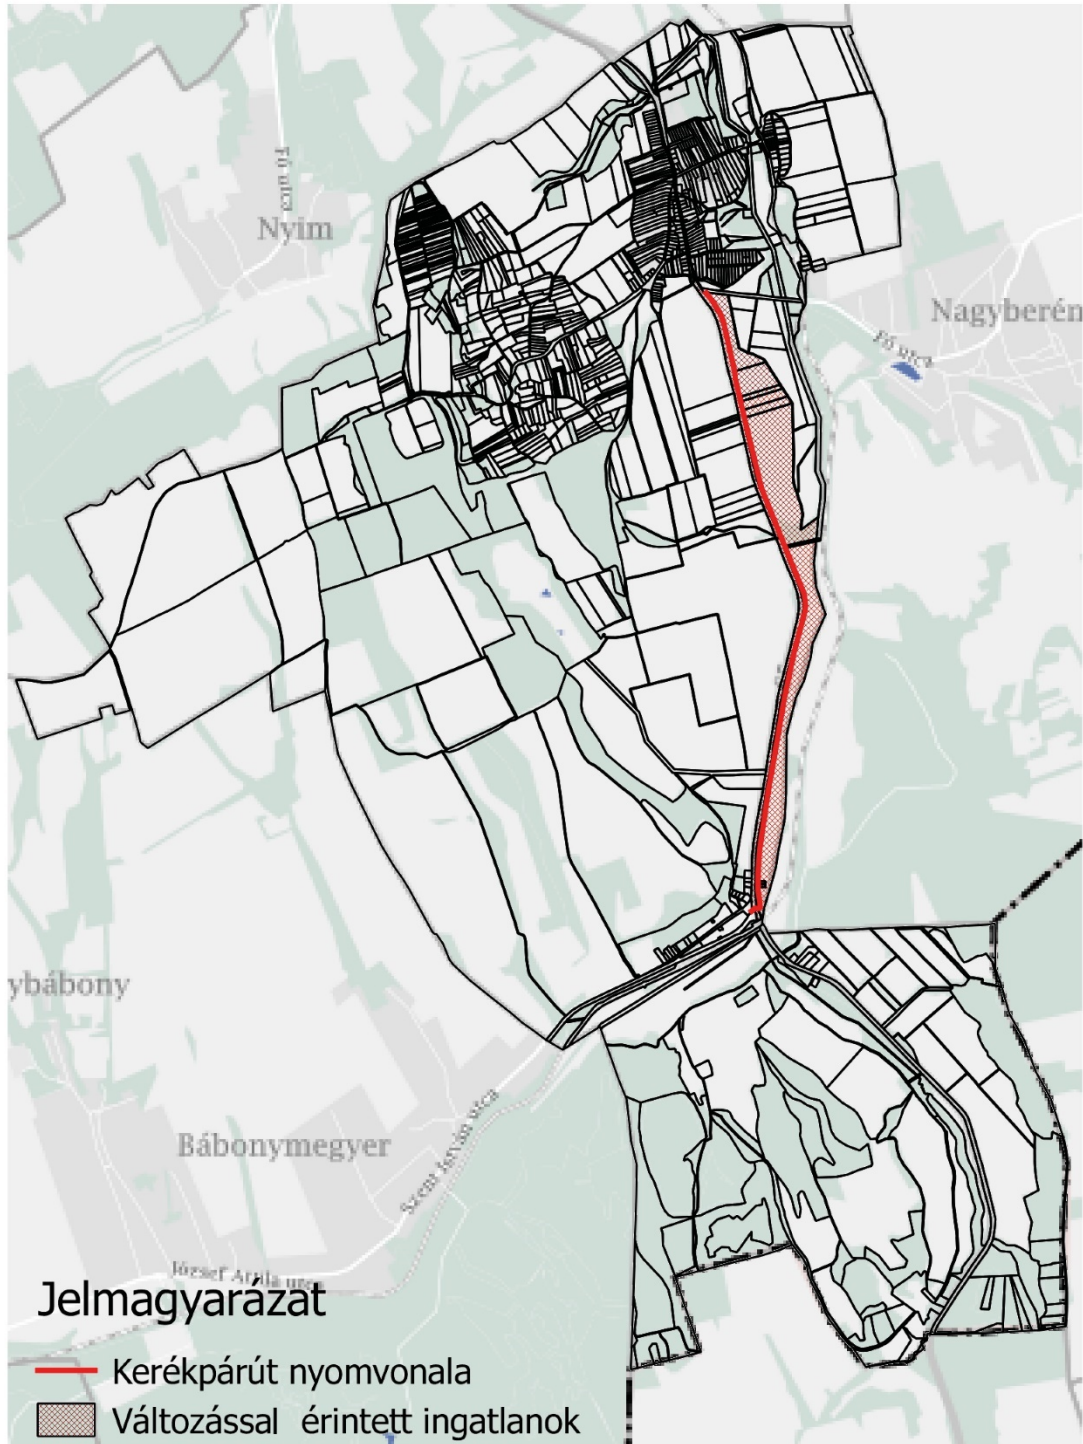 Fő utca
Nyim
Nagyberén
Fő utca
ybábony
Bábonymegyer
Szent István utca
József Attila utca
Jelmagyarázat
Kerékpárút nyomvonala
Változással érintett ingatlanok